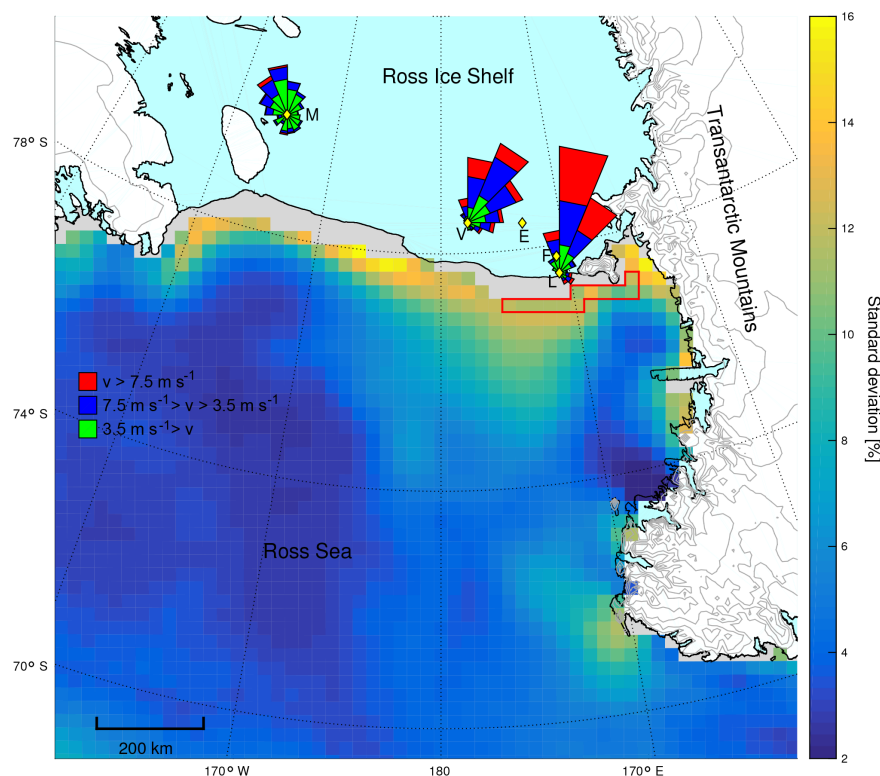 Ross Ice Shelf
M
Transantarctic Mountains
78° S
V
E
F
L
v > 7.5 m s⁻¹
7.5 m s⁻¹> v > 3.5 m s⁻¹
3.5 m s⁻¹> v
74° S
Ross Sea
70° S
200 km
170° W
180
170° E
16
14
12
10
8
6
4
2
Standard deviation [%]